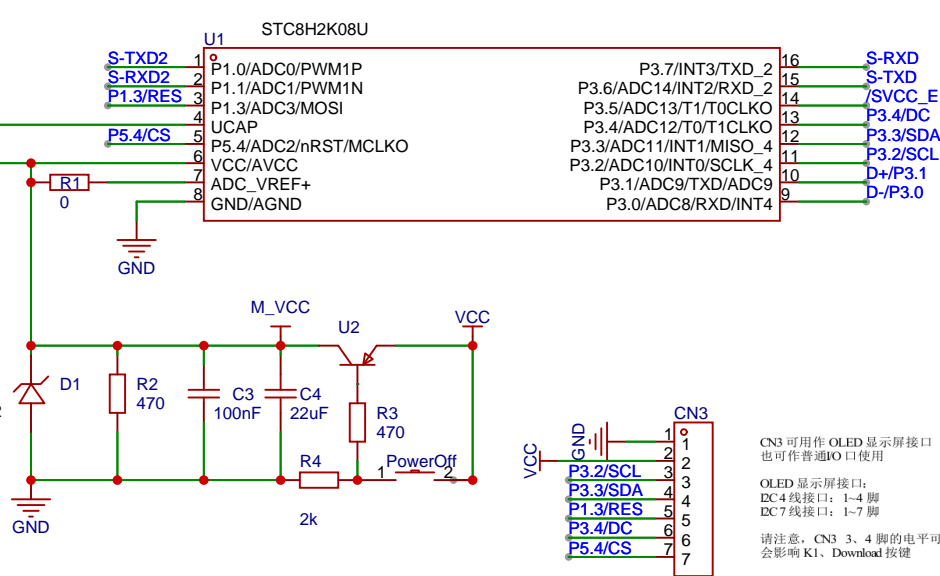 STC8H2K08U
U1
S-TXD2
1
P1.0/ADC0/PWM1P
P3.7/INT3/TXD_2
16
S-RXD
S-RXD2
2
P1.1/ADC1/PWM1N
P3.6/ADC14/INT2/RXD_2
15
S-TXD
P1.3/RES
3
P1.3/ADC3/MOSI
P3.5/ADC13/T1/T0CLKO
14
/SVCC_E
4
UCAP
P3.4/ADC12/T0/T1CLKO
13
P3.4/DC
P5.4/CS
5
P5.4/ADC2/nRST/MCLKO
P3.3/ADC11/INT1/MISO_4
12
P3.3/SDA
6
VCC/AVCC
P3.2/ADC10/INT0/SCLK_4
11
P3.2/SCL
R1
0
7
ADC_VREF+
P3.1/ADC9/TXD/ADC9
10
D+/P3.1
8
GND/AGND
P3.0/ADC8/RXD/INT4
9
D-/P3.0
GND
M_VCC
U2
VCC
D1
R2
470
C3
100nF
C4
22uF
R3
470
R4
2k
1
PowerOff
2
GND
CN3
GND
1
1
VCC
2
2
P3.2/SCL
3
3
P3.3/SDA
4
4
P1.3/RES
5
5
P3.4/DC
6
6
P5.4/CS
7
7
CN3 可用作 OLED 显示屏接口
也可作普通I/O 口使用
OLED 显示屏接口:
I2C 4 线接口: 1~4 脚
I2C 7 线接口: 1~7 脚
请注意，CN3 3、4 脚的电平可
会影响 K1、Download 按键